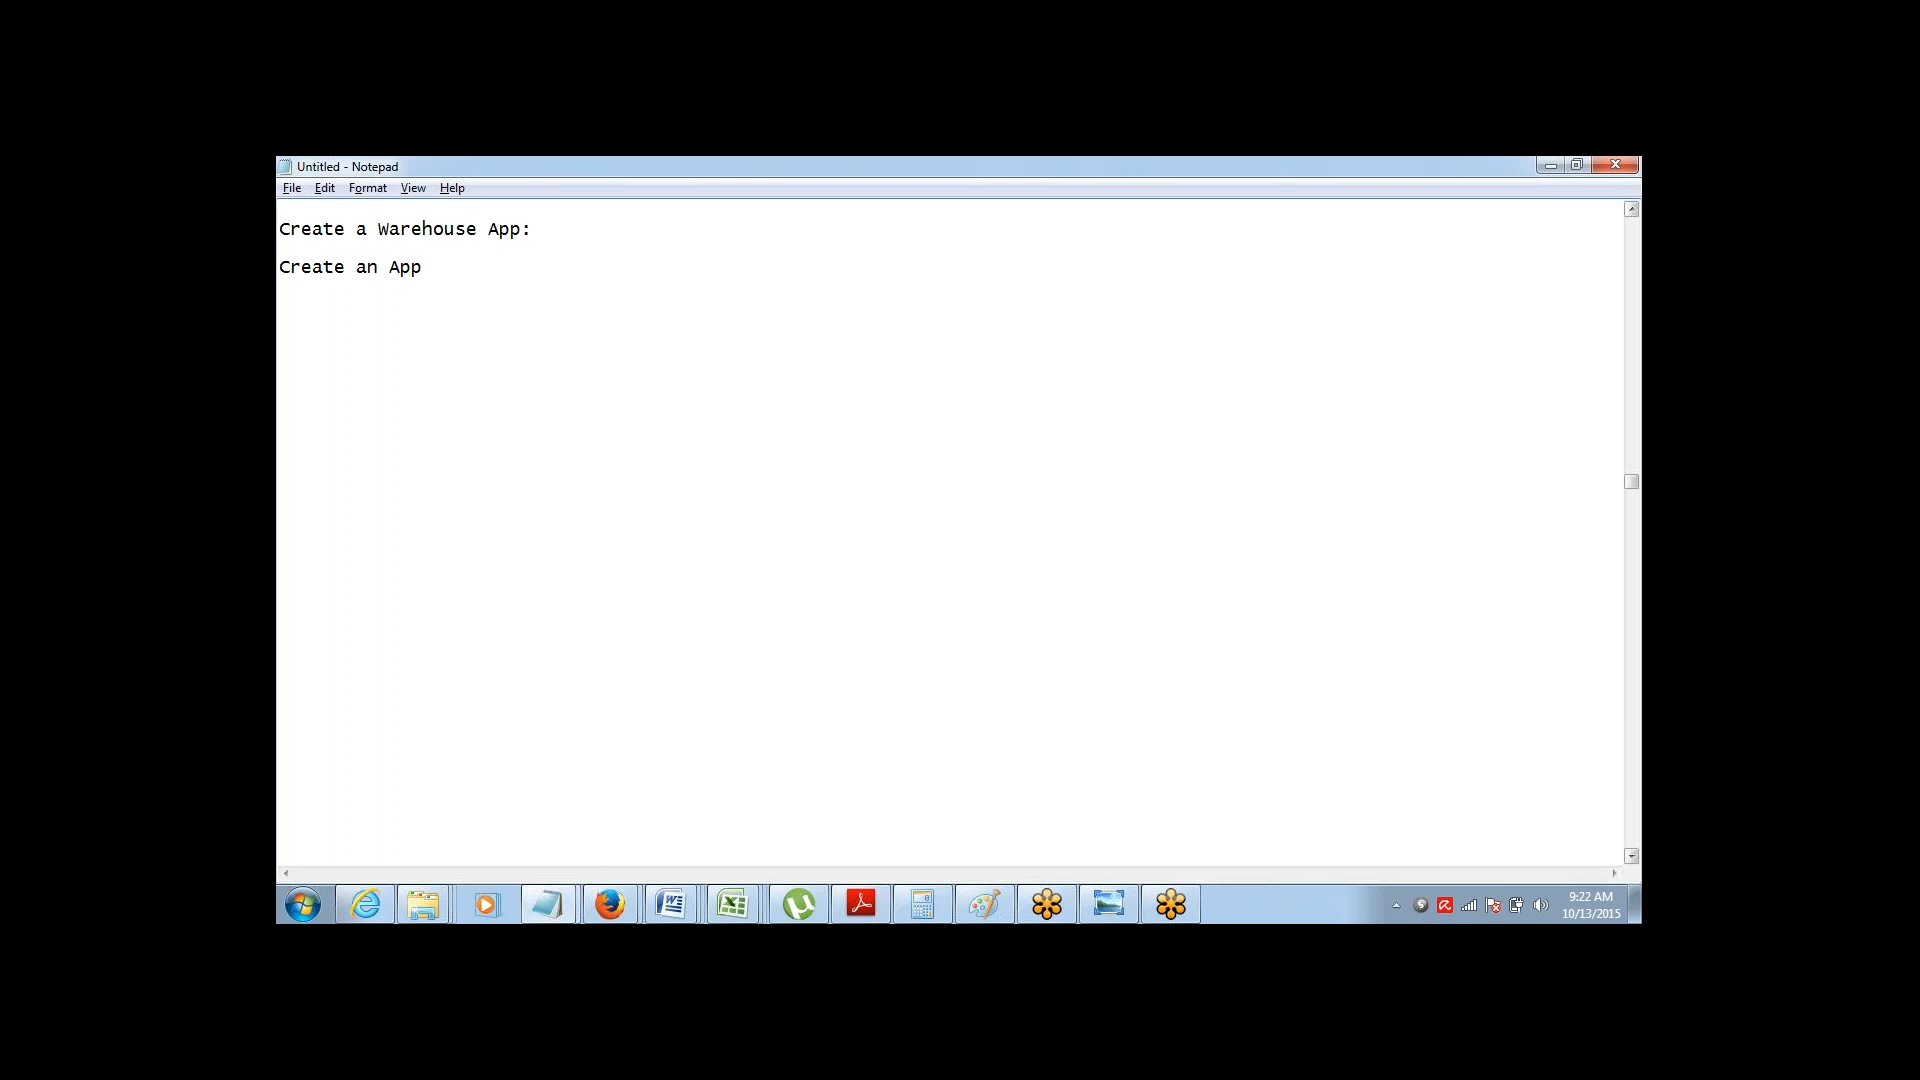 Untitled - Notepad
File Edit Format View Help
Create a Warehouse App:
Create an App
9:22 AM
10/13/2015